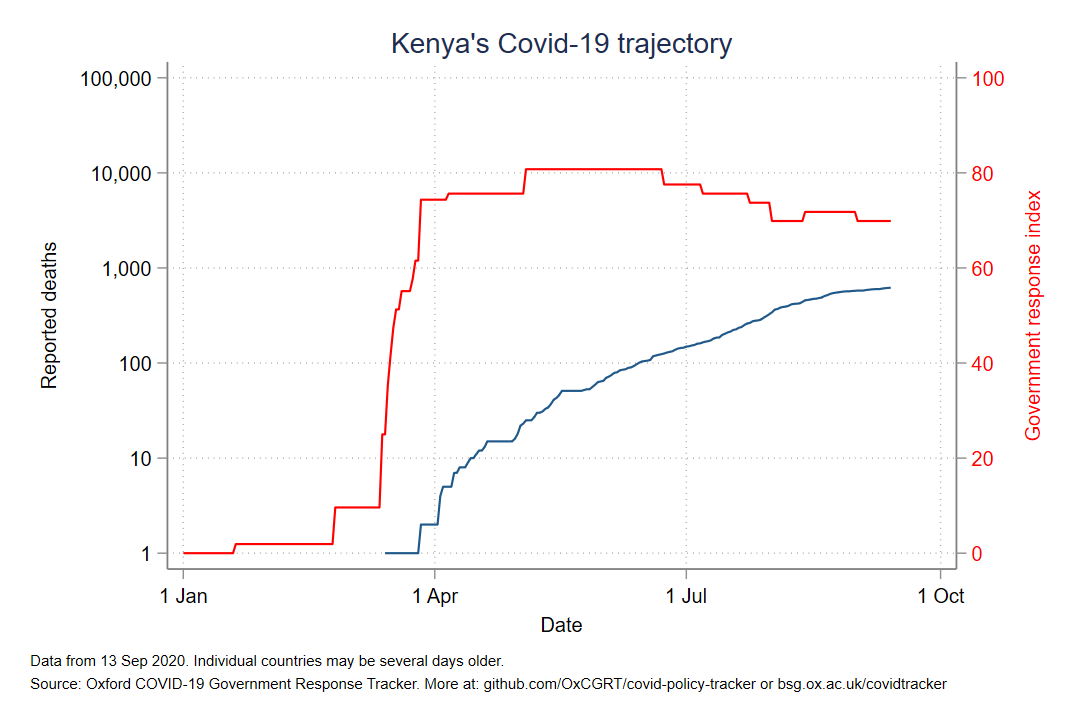 Kenya's Covid-19 trajectory
100,000
10,000
1,000
100
10
1
Reported deaths
100
80
60
40
20
0
Government response index
1 Jan
1 Apr
1 Jul
1 Oct
Date
Data from 13 Sep 2020. Individual countries may be several days older.
Source: Oxford COVID-19 Government Response Tracker. More at: github.com/OxCGRT/covid-policy-tracker or bsg.ox.ac.uk/covidtracker